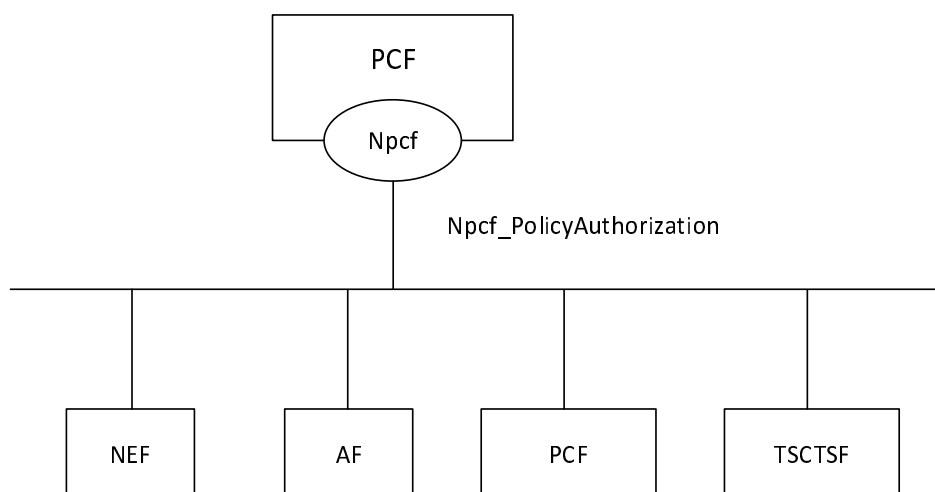 PCF
Npcf
Npcf_PolicyAuthorization
NEF
AF
PCF
TSCTSF